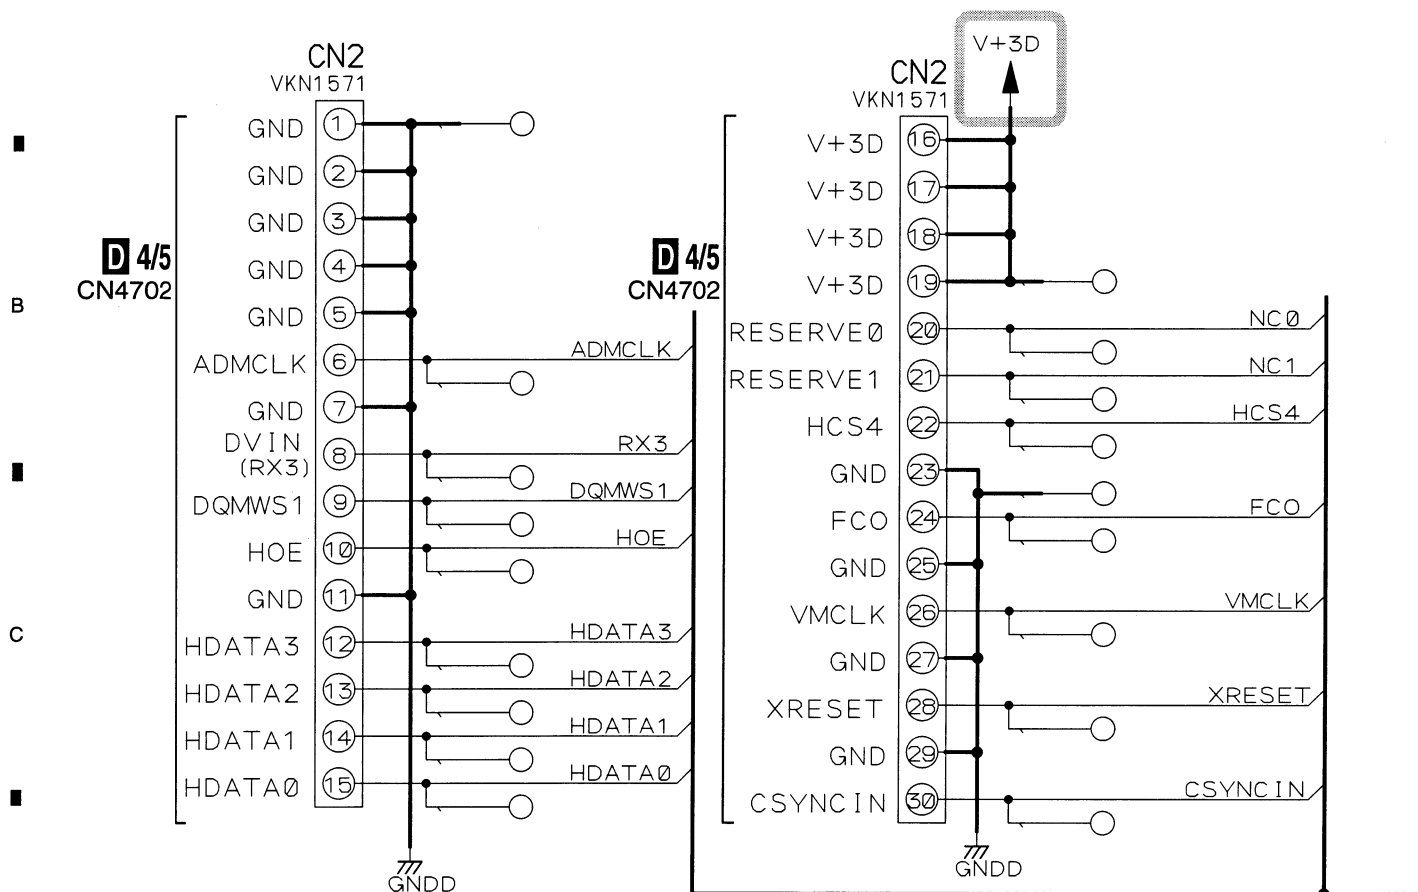 CN2
VKN1571
D 4/5
CN4702
GND 1
GND 2
GND 3
GND 4
GND 5
ADMCLK 6 ADMCLK
GND 7
DVIN
(RX3) 8 RX3
DQMWS1 9 DQMWS1
HOE 10 HOE
GND 11
HDATA3 12 HDATA3
HDATA2 13 HDATA2
HDATA1 14 HDATA1
HDATA0 15 HDATA0
GNDD
V+3D
CN2
VKN1571
D 4/5
CN4702
V+3D 16
V+3D 17
V+3D 18
V+3D 19
RESERVE0 20 NC0
RESERVE1 21 NC1
HCS4 22 HCS4
GND 23
FCO 24 FCO
GND 25
VMCLK 26 VMCLK
GND 27
XRESET 28 XRESET
GND 29
CSYNCIN 30 CSYNCIN
GNDD
B
C